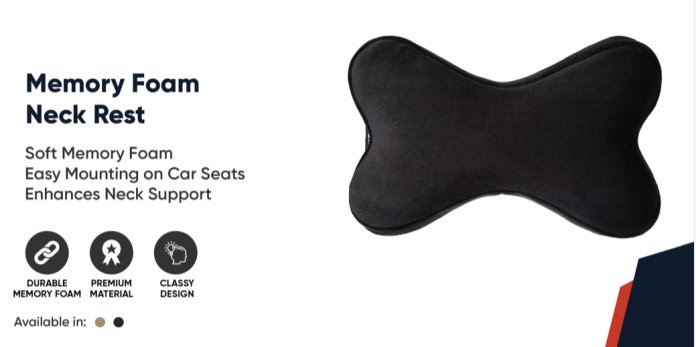 Memory Foam
Neck Rest
Soft Memory Foam
Easy Mounting on Car Seats
Enhances Neck Support
DURABLE
MEMORY FOAM
PREMIUM
MATERIAL
CLASSY
DESIGN
Available in: